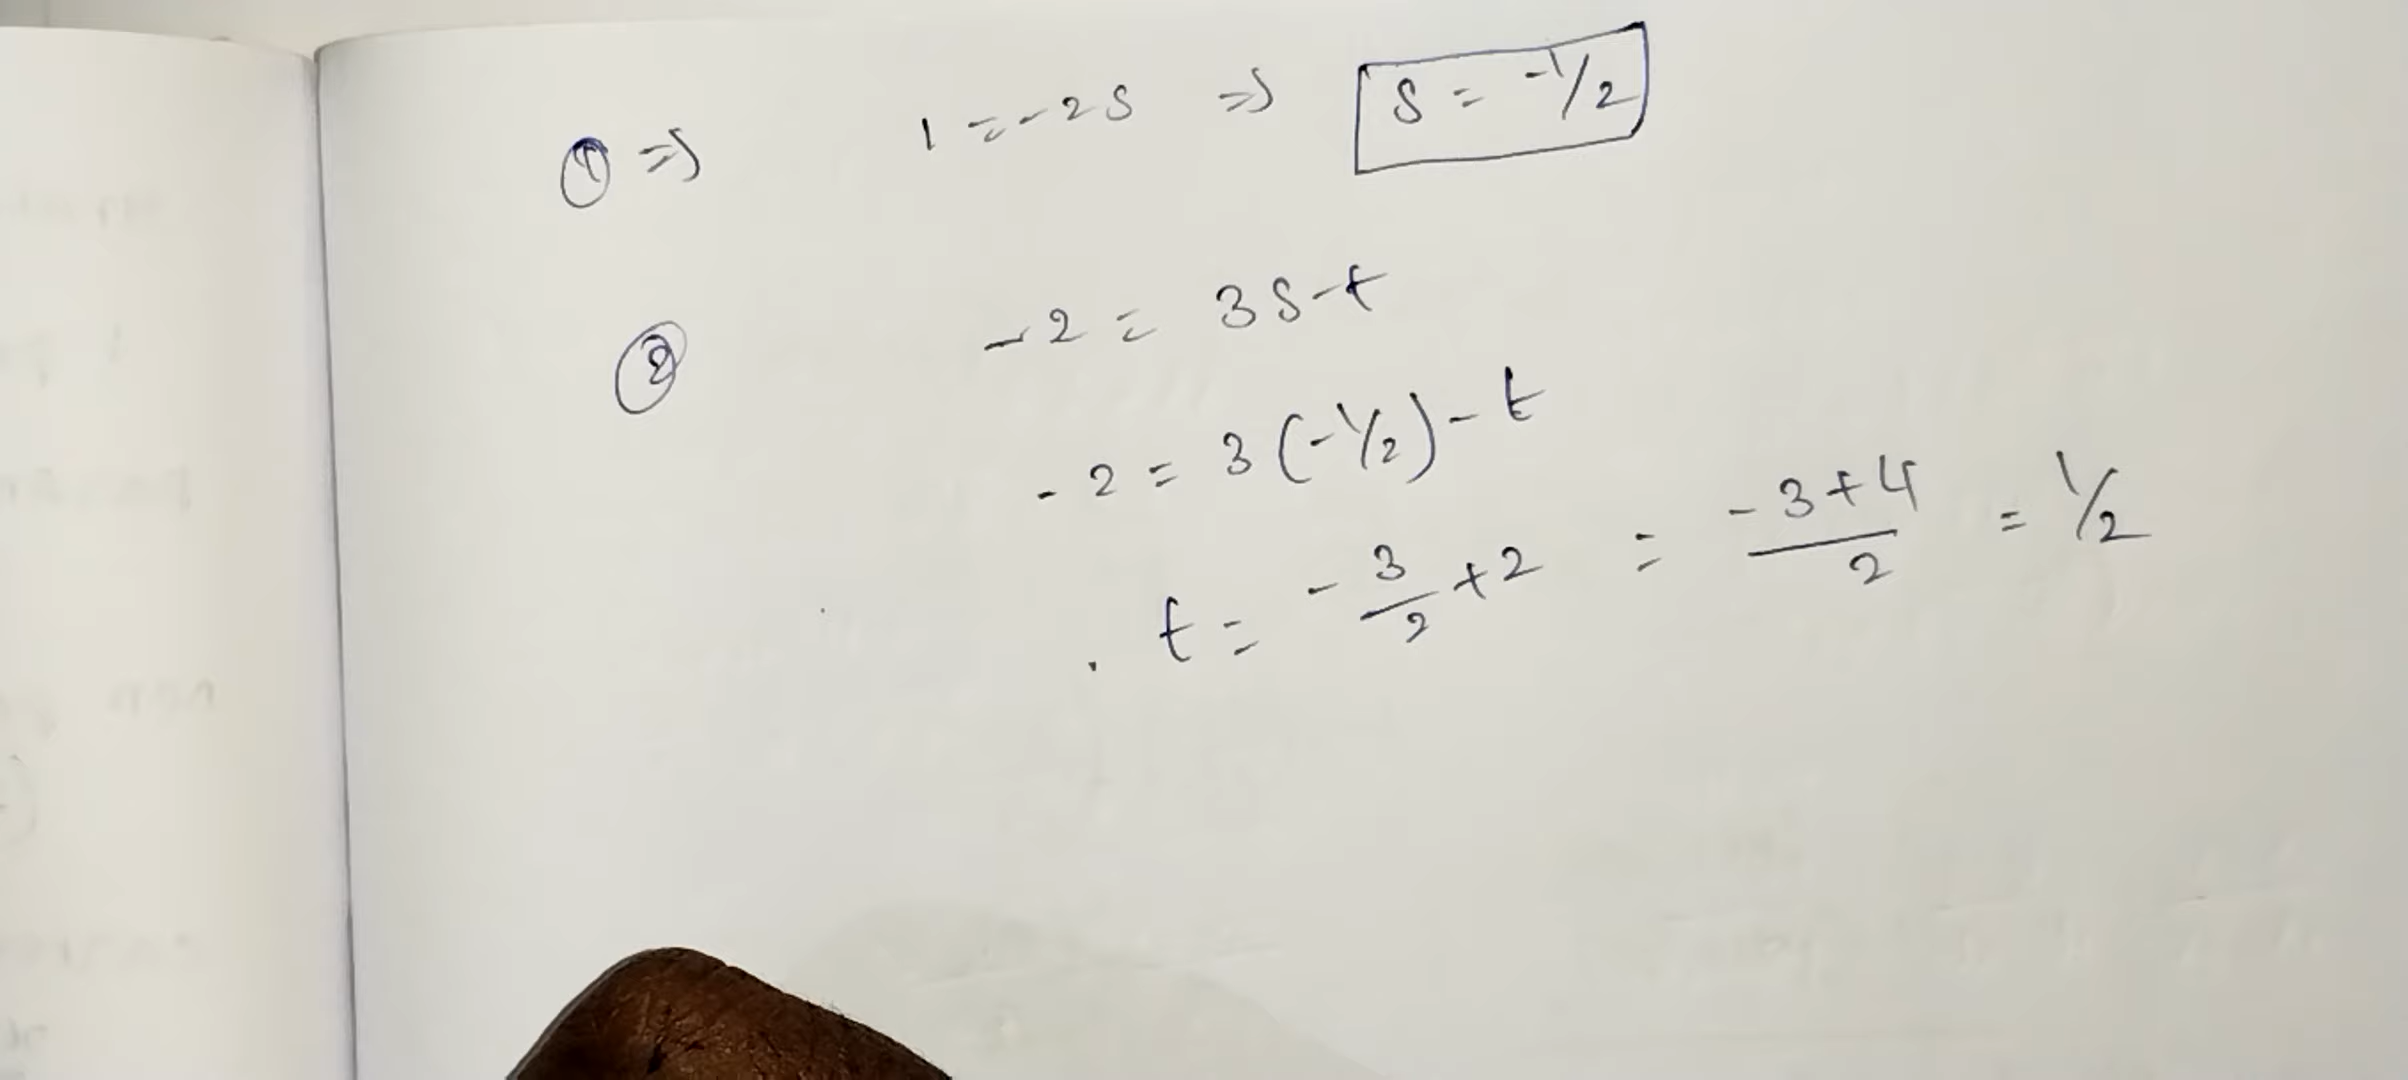 ① ⇒ 1 = -2s ⇒ s = -1/2
② -2 = 3s - t
-2 = 3(-1/2) - t
t = -3/2 + 2 = (-3+4)/2 = 1/2